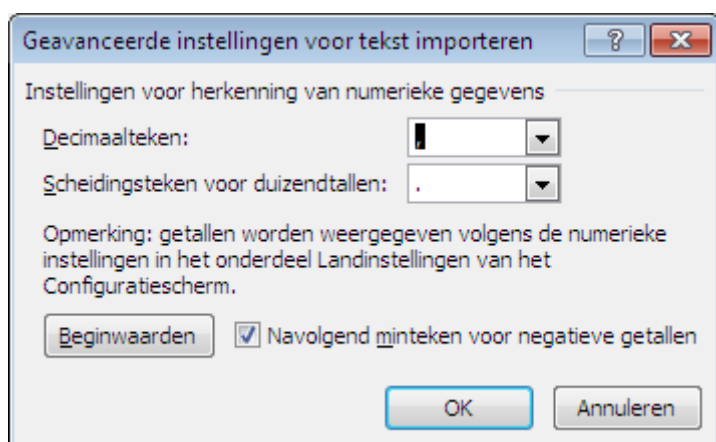 Geavanceerde instellingen voor tekst importeren
Instellingen voor herkenning van numerieke gegevens
Decimaalteken: ,
Scheidingsteken voor duizendtallen: .
Opmerking: getallen worden weergegeven volgens de numerieke
instellingen in het onderdeel Landinstellingen van het
Configuratiescherm.
Beginwaarden Navolgend minteken voor negatieve getallen
OK Annuleren